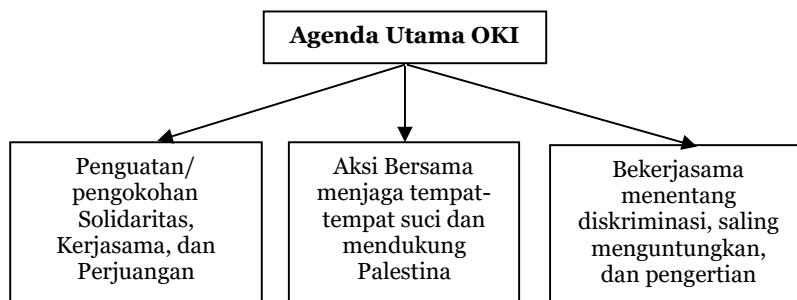 Agenda Utama OKI
Penguatan/
pengokohan
Solidaritas,
Kerjasama, dan
Perjuangan
Aksi Bersama
menjaga tempat-
tempat suci dan
mendukung
Palestina
Bekerjasama
menentang
diskriminasi, saling
menguntungkan,
dan pengertian